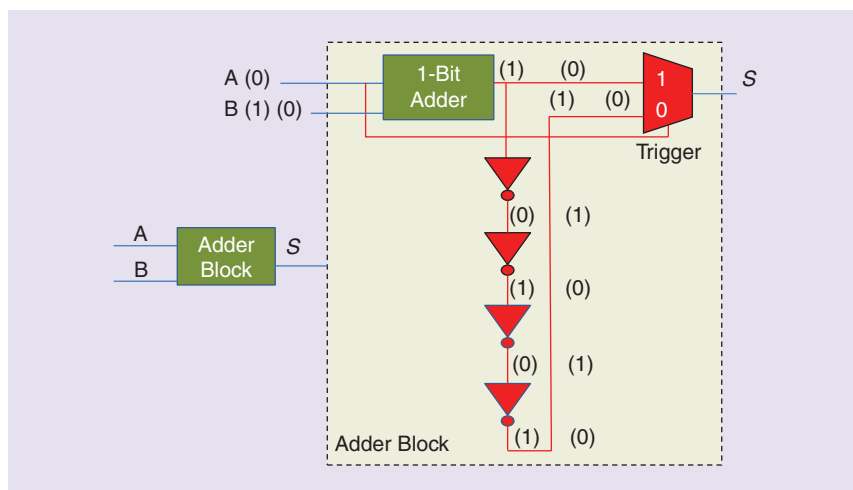 A (0)
B (1) (0)
1-Bit
Adder
(1) (0)
(1) (0)
1
0
S
Trigger
(0) (1)
A
B
Adder
Block
S
(1) (0)
(0) (1)
(1) (0)
Adder Block